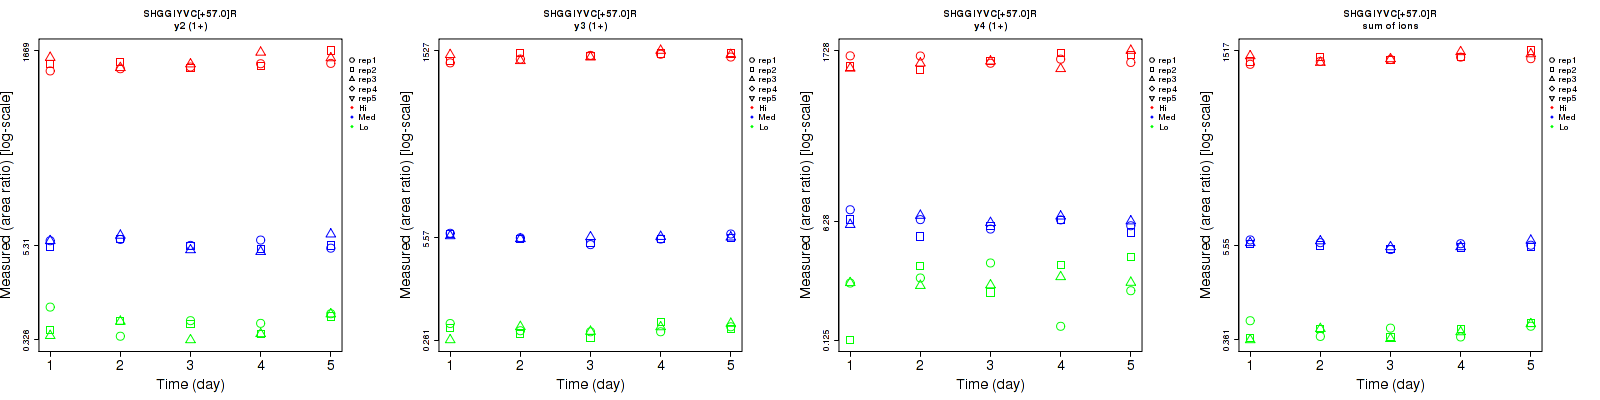 SHGGIYVC[+57.0]R
y2 (1+)
Measured (area ratio) [log-scale]
1669
5.31
0.326
1 2 3 4 5
Time (day)
rep1
rep2
rep3
rep4
rep5
Hi
Med
Lo
SHGGIYVC[+57.0]R
y3 (1+)
Measured (area ratio) [log-scale]
1527
5.57
0.261
1 2 3 4 5
Time (day)
rep1
rep2
rep3
rep4
rep5
Hi
Med
Lo
SHGGIYVC[+57.0]R
y4 (1+)
Measured (area ratio) [log-scale]
1728
6.28
0.125
1 2 3 4 5
Time (day)
rep1
rep2
rep3
rep4
rep5
Hi
Med
Lo
SHGGIYVC[+57.0]R
sum of ions
Measured (area ratio) [log-scale]
1517
5.55
0.361
1 2 3 4 5
Time (day)
rep1
rep2
rep3
rep4
rep5
Hi
Med
Lo